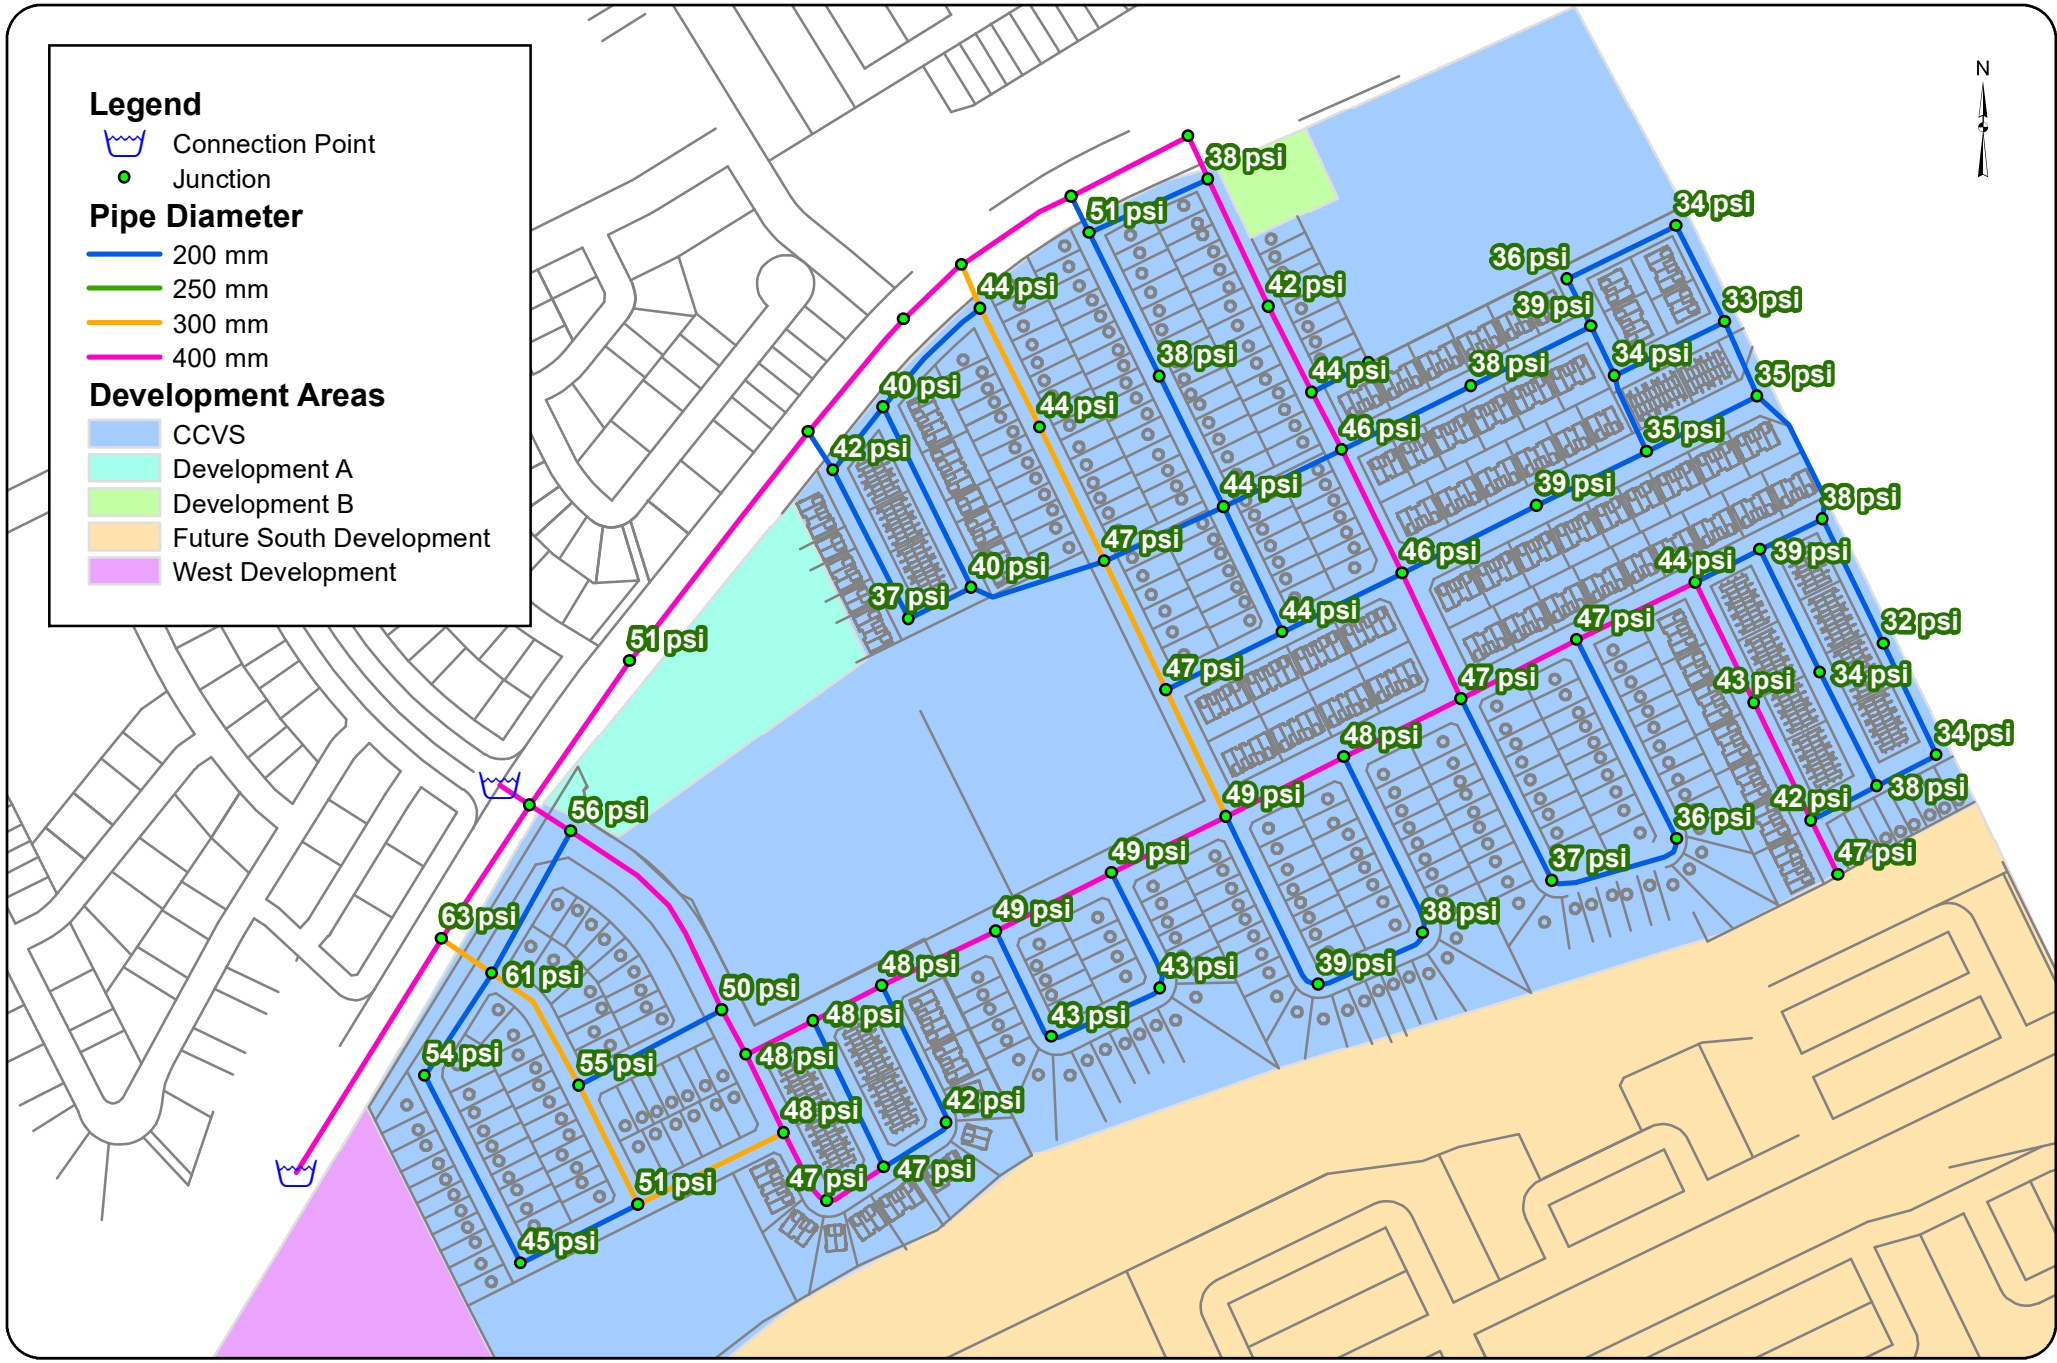 Legend
Connection Point
Junction
Pipe Diameter
200 mm
250 mm
300 mm
400 mm
Development Areas
CCVS
Development A
Development B
Future South Development
West Development
N
38 psi
51 psi
34 psi
36 psi
44 psi
42 psi
33 psi
39 psi
38 psi
34 psi
38 psi
44 psi
35 psi
40 psi
44 psi
46 psi
35 psi
42 psi
44 psi
39 psi
38 psi
47 psi
46 psi
39 psi
44 psi
40 psi
37 psi
44 psi
47 psi
32 psi
51 psi
47 psi
47 psi
34 psi
43 psi
48 psi
34 psi
56 psi
49 psi
42 psi
38 psi
36 psi
49 psi
37 psi
47 psi
63 psi
49 psi
38 psi
61 psi
48 psi
43 psi
39 psi
50 psi
48 psi
43 psi
54 psi
55 psi
48 psi
48 psi
42 psi
47 psi
47 psi
51 psi
45 psi